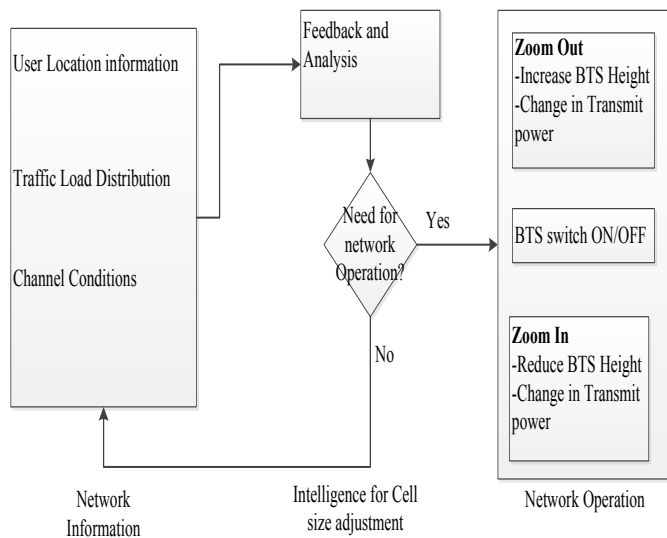 User Location information
Traffic Load Distribution
Channel Conditions
Network
Information
Feedback and
Analysis
Need for
network
Operation?
Yes
No
Intelligence for Cell
size adjustment
Zoom Out
-Increase BTS Height
-Change in Transmit
power
BTS switch ON/OFF
Zoom In
-Reduce BTS Height
-Change in Transmit
power
Network Operation